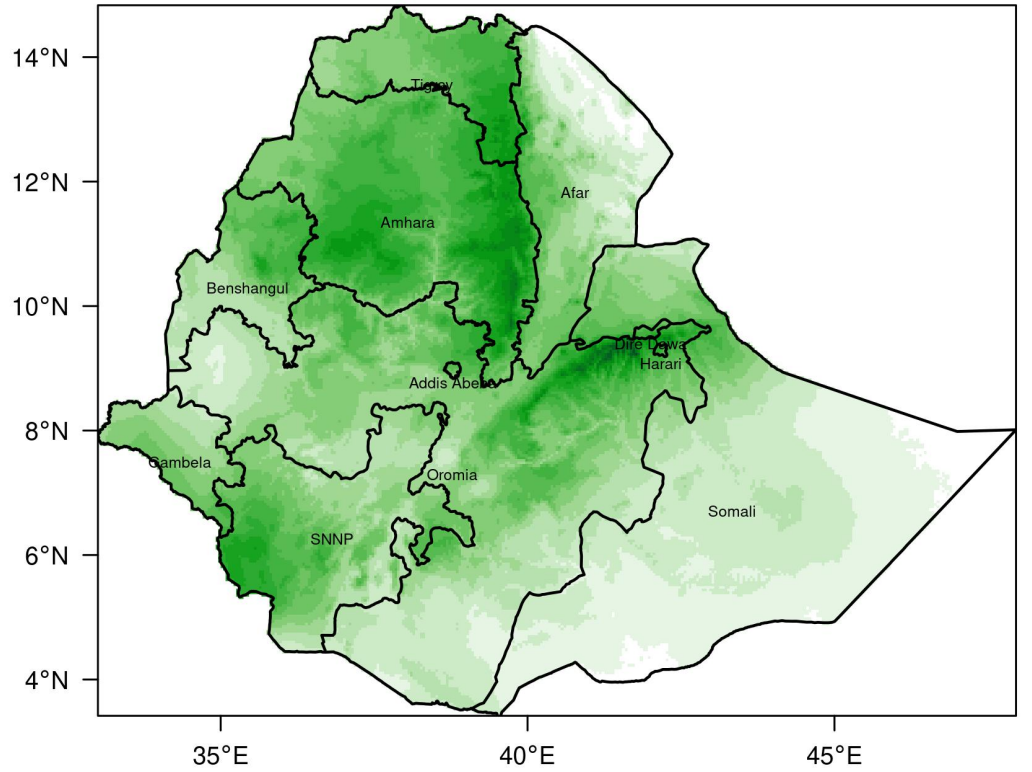 14°N
Tigray
12°N
Afar
Amhara
Benshangul
10°N
Dire Dawa
Harari
Addis Abeba
8°N
Gambela
Oromia
Somali
SNNP
6°N
4°N
35°E
40°E
45°E